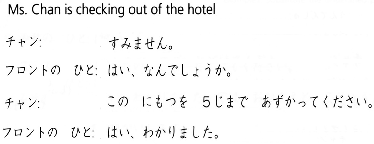 Ms. Chan is checking out of the hotel
チャン: すみません。
フロントの ひと: はい、なんでしょうか。
チャン: この にもつを 5じまで あずかってください。
フロントの ひと: はい、わかりました。